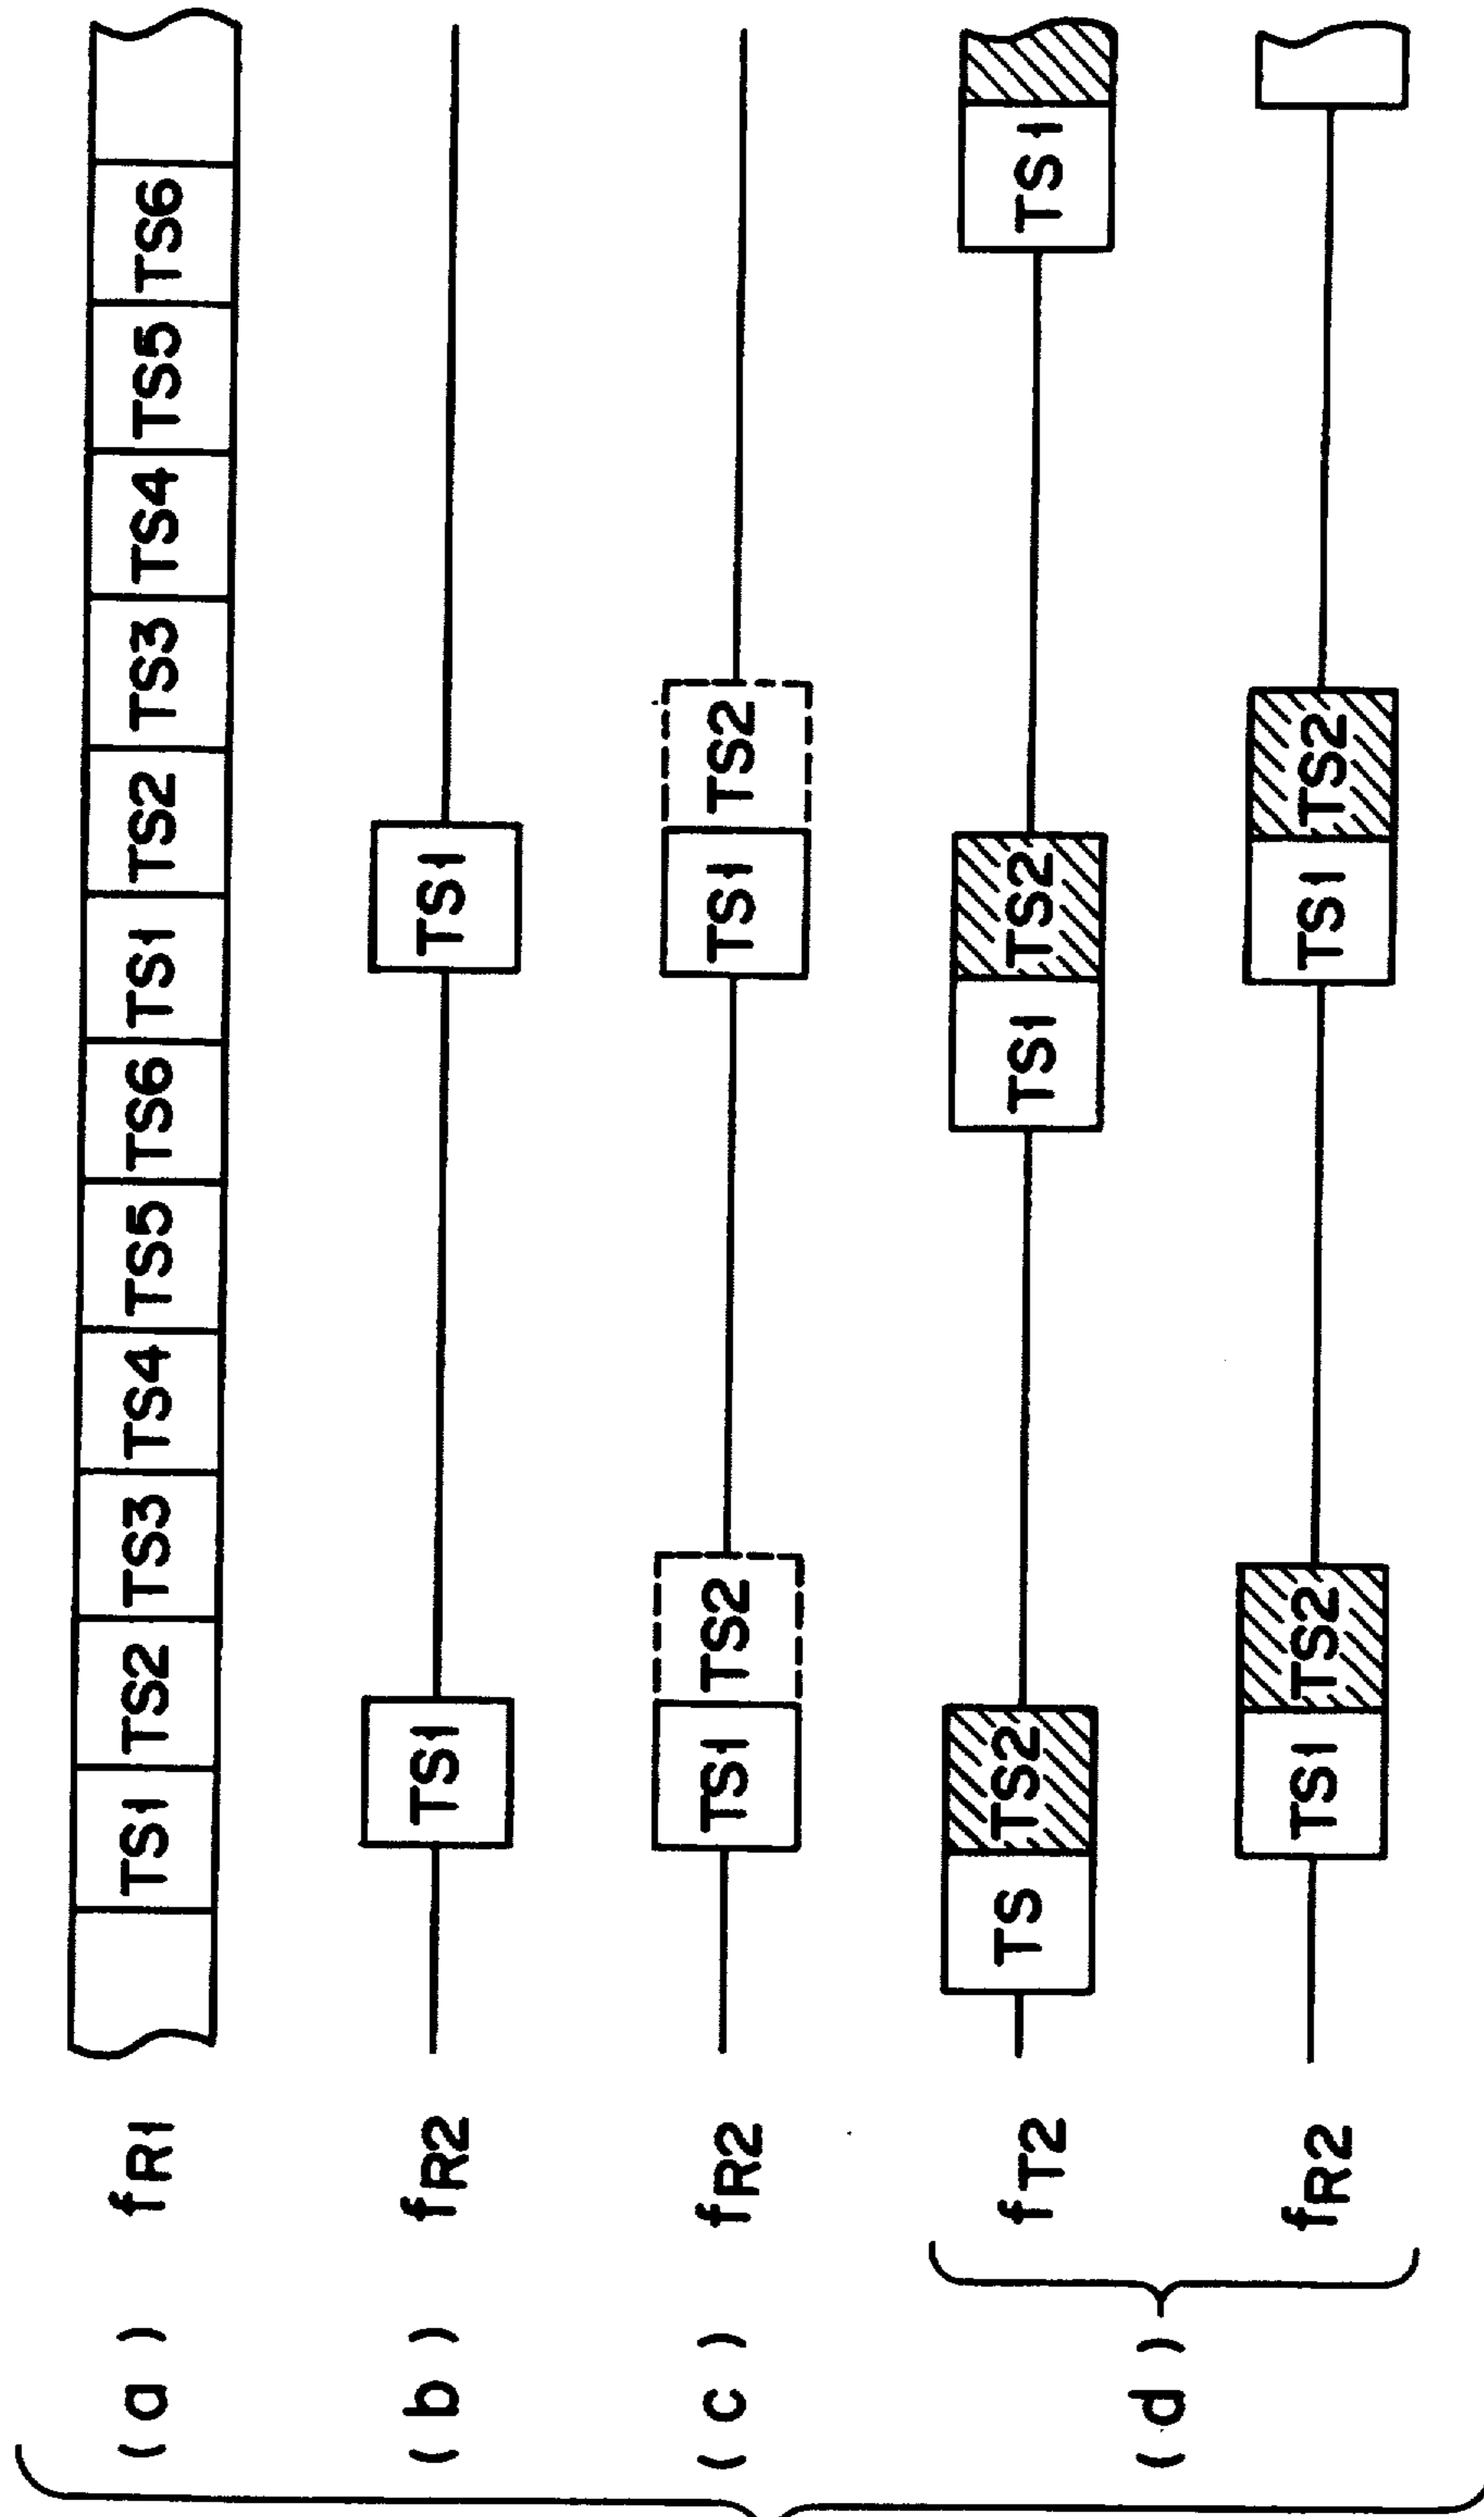 (a) fR1 TS1 TS2 TS3 TS4 TS5 TS6 TS1 TS2 TS3 TS4 TS5 TS6
(b) fR2 TS1 TS1
(c) fR2 TS1 TS2 TS1 TS2
(d)
fT2 TS TS2 TS1 TS2 TS1
fR2 TS1 TS2 TS1 TS2